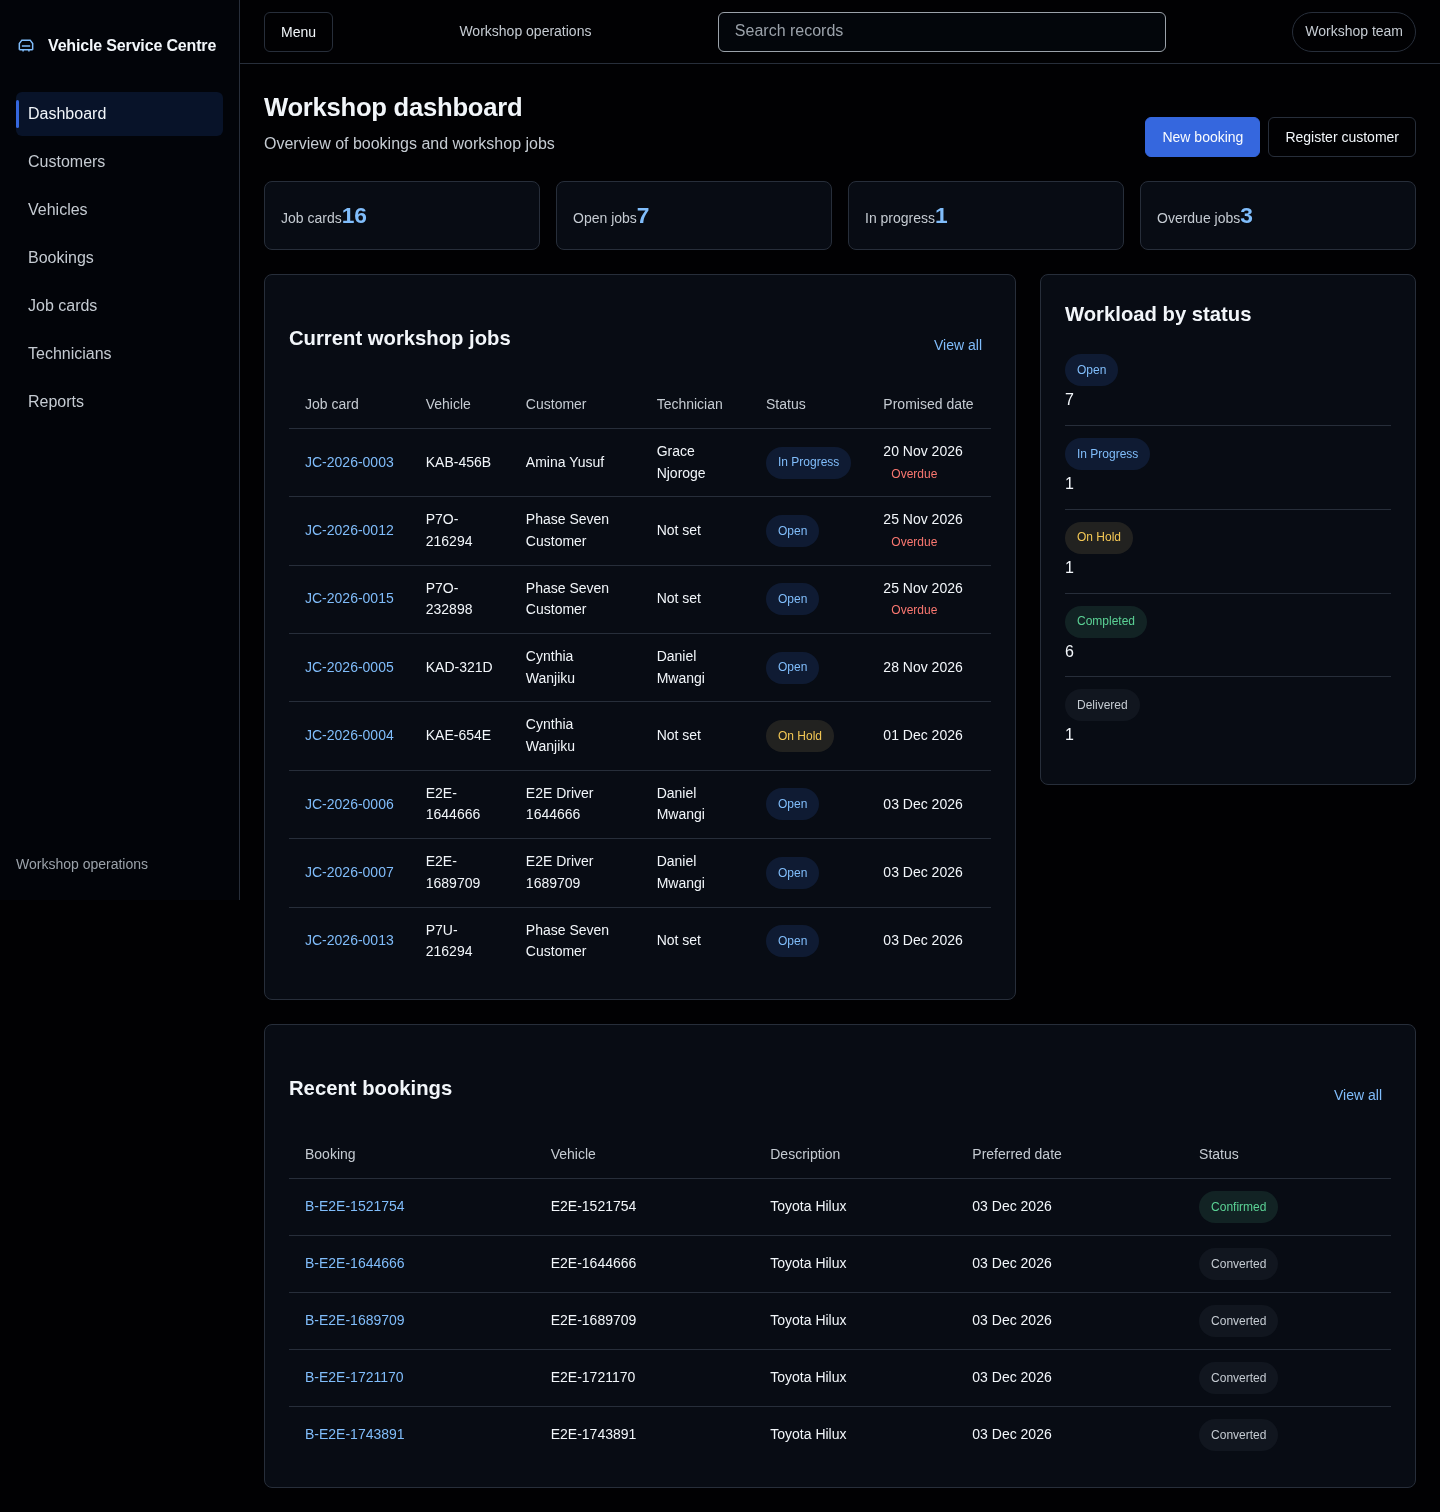 Vehicle Service Centre
Dashboard
Customers
Vehicles
Bookings
Job cards
Technicians
Reports
Workshop operations
Menu
Workshop operations
Search records
Workshop team
Workshop dashboard
Overview of bookings and workshop jobs
New booking
Register customer
Job cards16
Open jobs7
In progress1
Overdue jobs3
Current workshop jobs
View all
Job card Vehicle Customer Technician Status Promised date
JC-2026-0003 KAB-456B Amina Yusuf Grace Njoroge In Progress 20 Nov 2026 Overdue
JC-2026-0012 P7O-216294 Phase Seven Customer Not set Open 25 Nov 2026 Overdue
JC-2026-0015 P7O-232898 Phase Seven Customer Not set Open 25 Nov 2026 Overdue
JC-2026-0005 KAD-321D Cynthia Wanjiku Daniel Mwangi Open 28 Nov 2026
JC-2026-0004 KAE-654E Cynthia Wanjiku Not set On Hold 01 Dec 2026
JC-2026-0006 E2E-1644666 E2E Driver 1644666 Daniel Mwangi Open 03 Dec 2026
JC-2026-0007 E2E-1689709 E2E Driver 1689709 Daniel Mwangi Open 03 Dec 2026
JC-2026-0013 P7U-216294 Phase Seven Customer Not set Open 03 Dec 2026
Workload by status
Open
7
In Progress
1
On Hold
1
Completed
6
Delivered
1
Recent bookings
View all
Booking Vehicle Description Preferred date Status
B-E2E-1521754 E2E-1521754 Toyota Hilux 03 Dec 2026 Confirmed
B-E2E-1644666 E2E-1644666 Toyota Hilux 03 Dec 2026 Converted
B-E2E-1689709 E2E-1689709 Toyota Hilux 03 Dec 2026 Converted
B-E2E-1721170 E2E-1721170 Toyota Hilux 03 Dec 2026 Converted
B-E2E-1743891 E2E-1743891 Toyota Hilux 03 Dec 2026 Converted